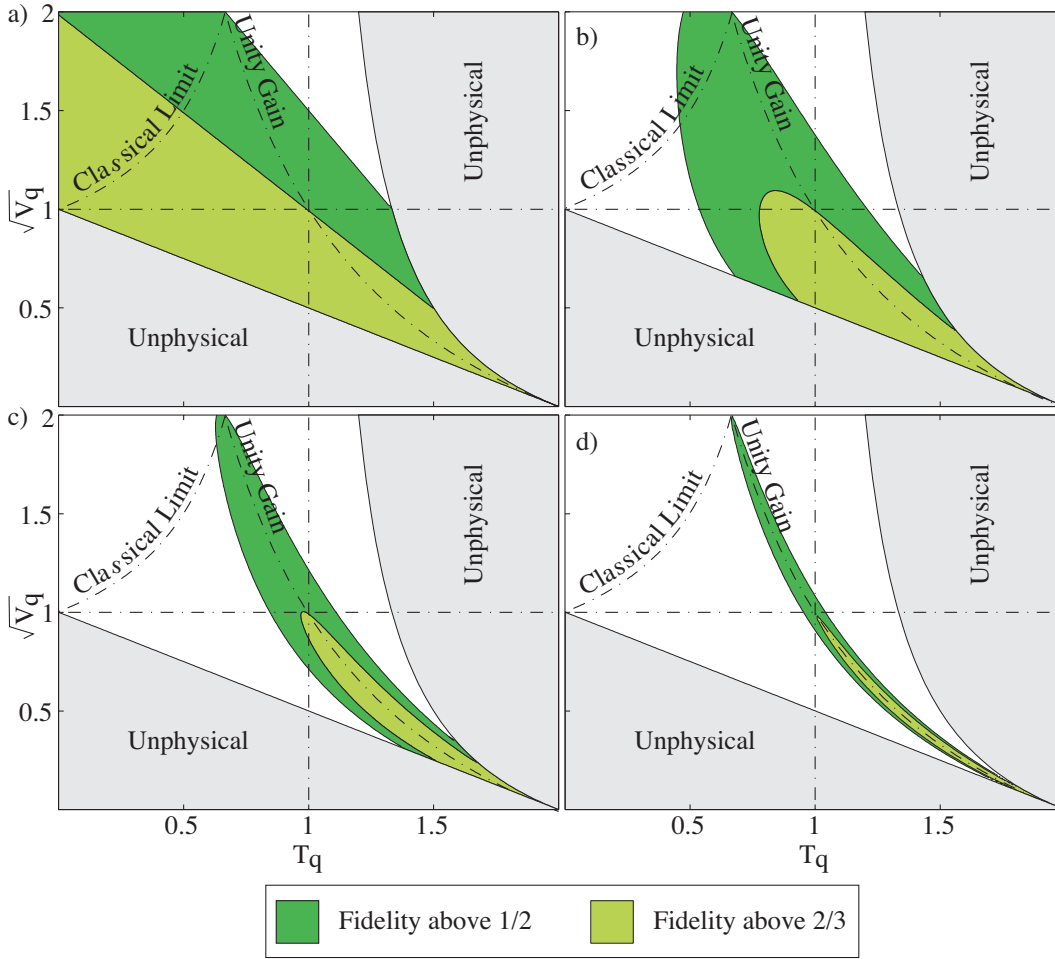 a)
2
1.5
√Vq
1
0.5
Classical Limit
Unity Gain
Unphysical
Unphysical
b)
Classical Limit
Unity Gain
Unphysical
Unphysical
c)
2
1.5
√Vq
1
0.5
Classical Limit
Unity Gain
Unphysical
Unphysical
0.5
1
1.5
Tq
d)
Classical Limit
Unity Gain
Unphysical
Unphysical
0.5
1
1.5
Tq
Fidelity above 1/2
Fidelity above 2/3